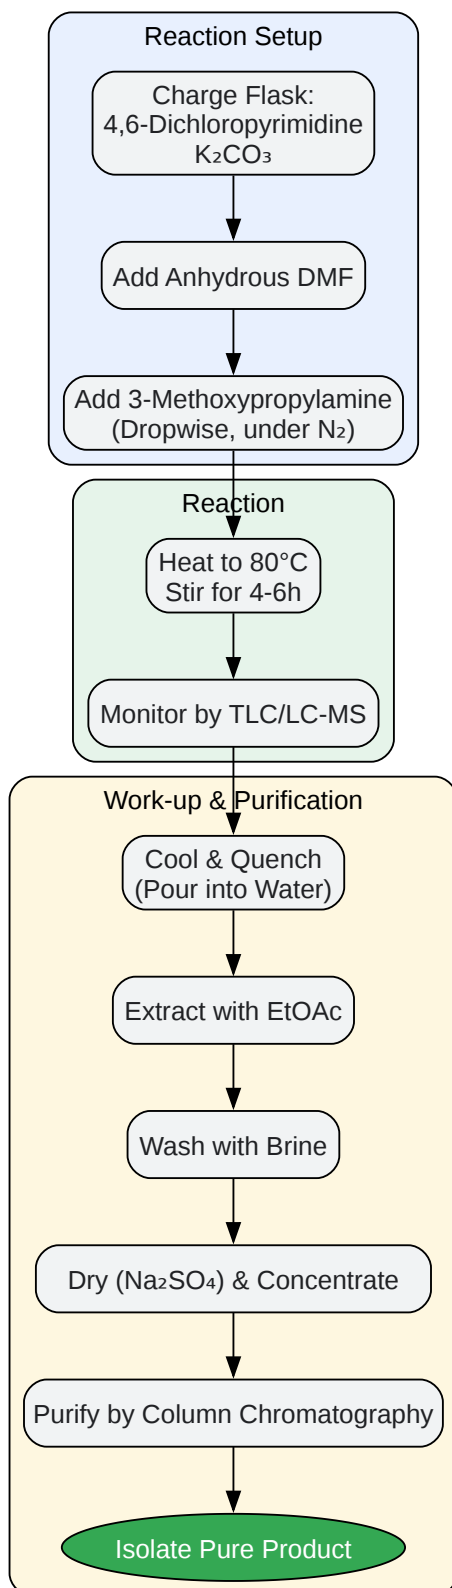 Reaction Setup
Charge Flask:
4,6-Dichloropyrimidine
K₂CO₃
Add Anhydrous DMF
Add 3-Methoxypropylamine
(Dropwise, under N₂)
Reaction
Heat to 80°C
Stir for 4-6h
Monitor by TLC/LC-MS
Work-up & Purification
Cool & Quench
(Pour into Water)
Extract with EtOAc
Wash with Brine
Dry (Na₂SO₄) & Concentrate
Purify by Column Chromatography
Isolate Pure Product